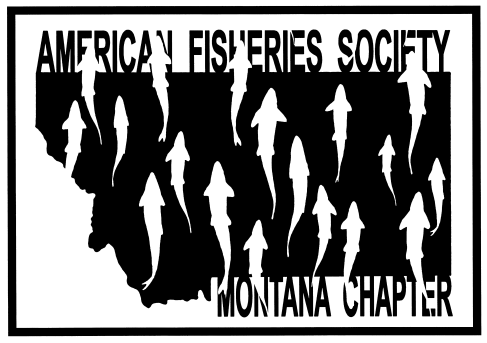 AMERICAN FISHERIES SOCIETY
MONTANA CHAPTER